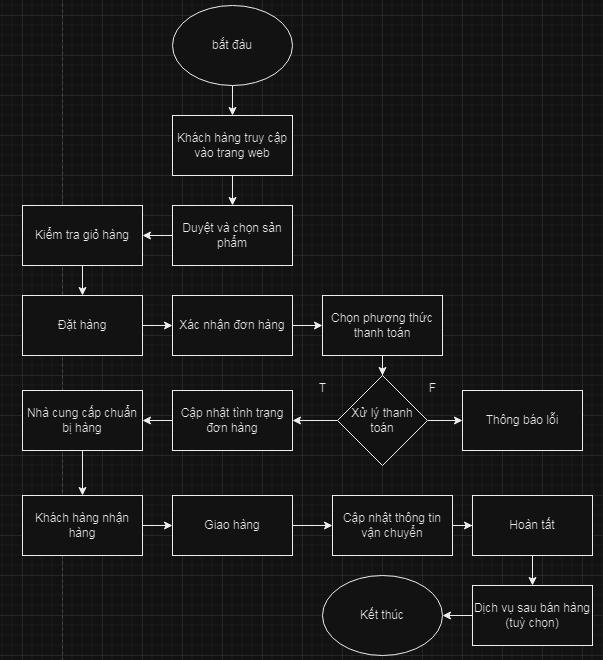 bắt đàu
Khách hàng truy cập
vào trang web
Kiểm tra giỏ hàng
Duyệt và chọn sản
phẩm
Đặt hàng
Xác nhận đơn hàng
Chọn phương thức
thanh toán
T
F
Nhà cung cấp chuẩn
bị hàng
Cập nhật tình trạng
đơn hàng
Xử lý thanh
toán
Thông báo lỗi
Khách hàng nhận
hàng
Giao hàng
Cập nhật thông tin
vận chuyển
Hoàn tất
Kết thúc
Dịch vụ sau bán hàng
(tuỳ chọn)